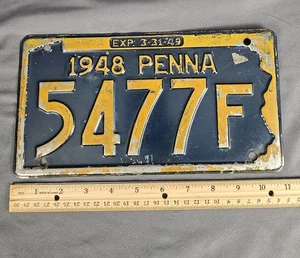 EXP. 3-31-49
1948 PENNA
5477F
1 2 3 4 5 6 7 8 9 10 11